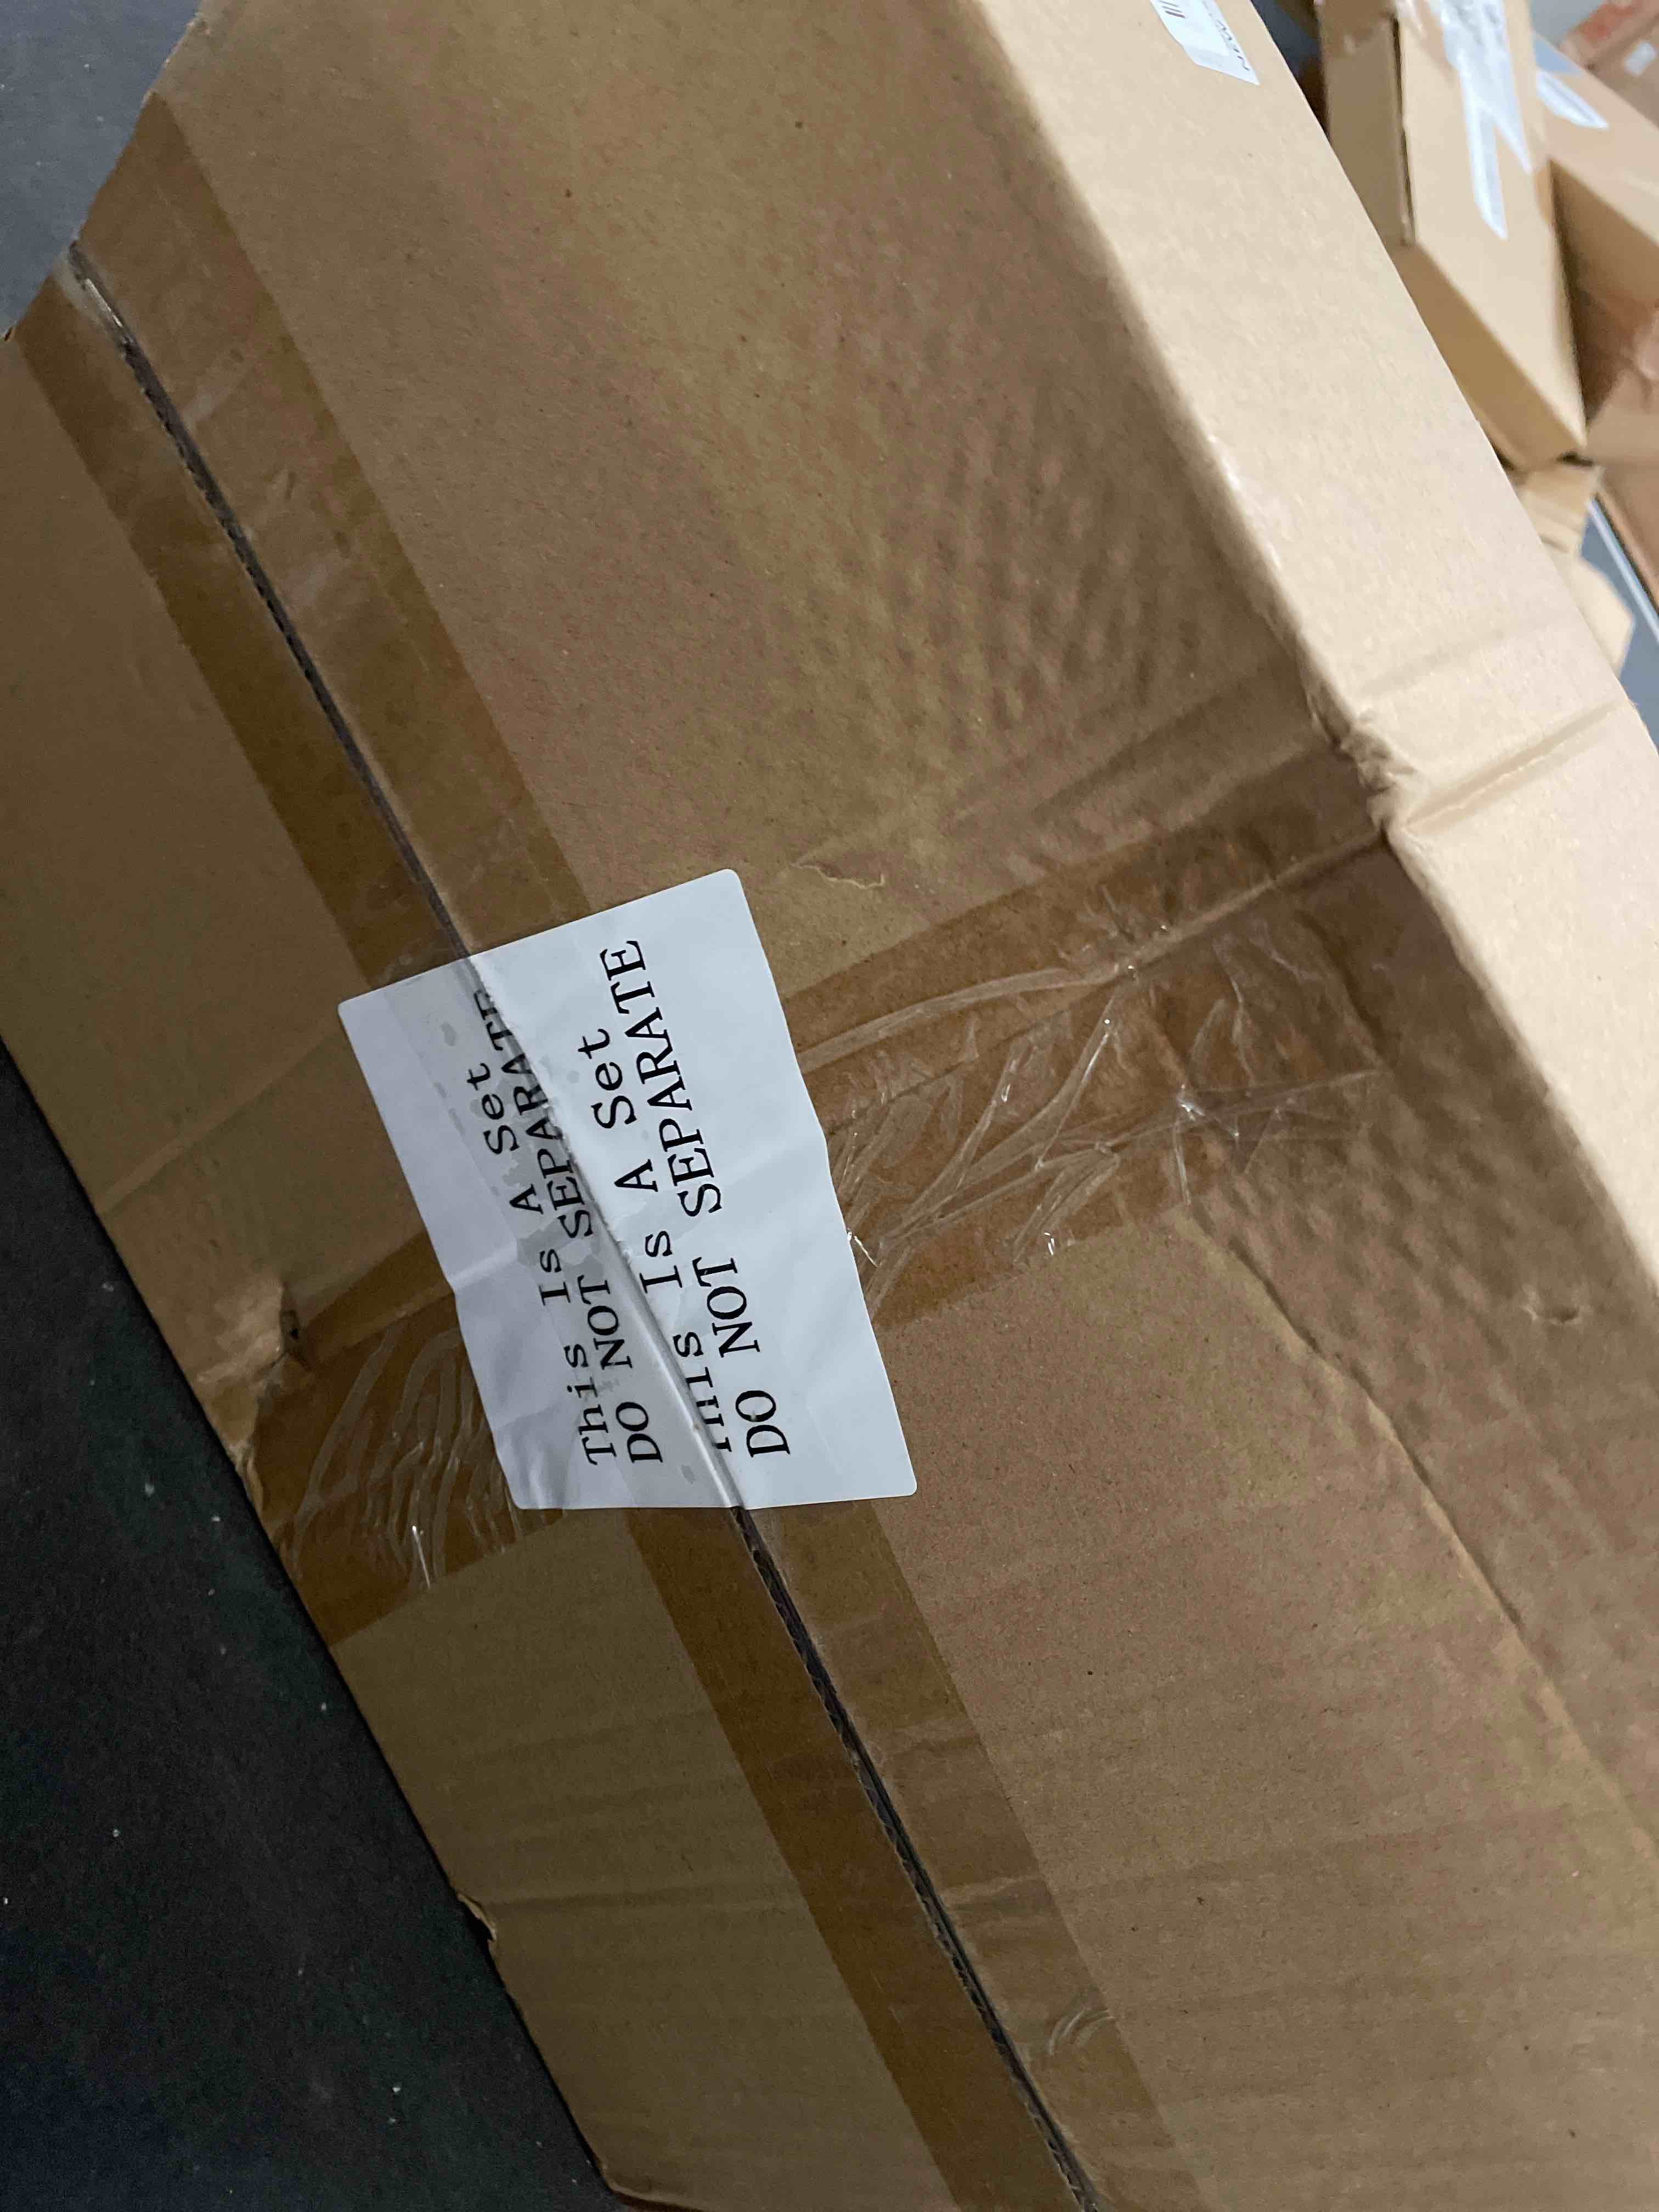 This Is A Set
DO NOT SEPARATE
This Is A Set
DO NOT SEPARATE